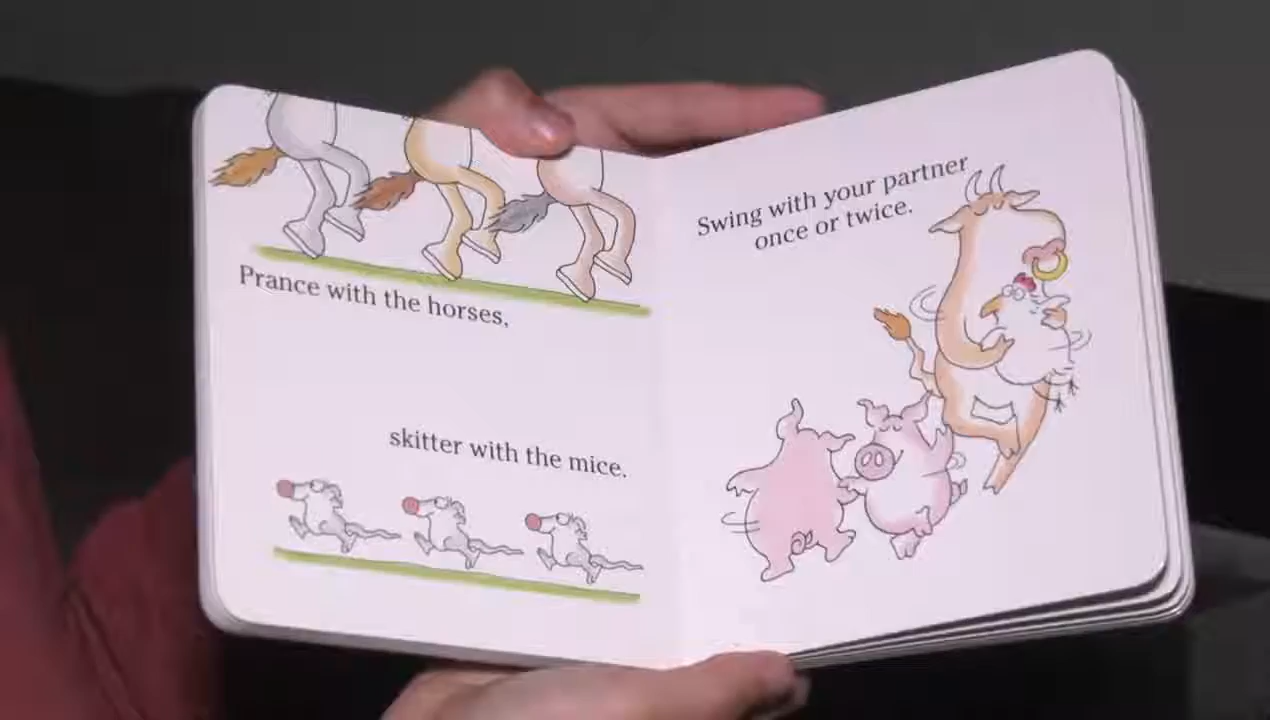 Prance with the horses,
skitter with the mice.
Swing with your partner
once or twice.